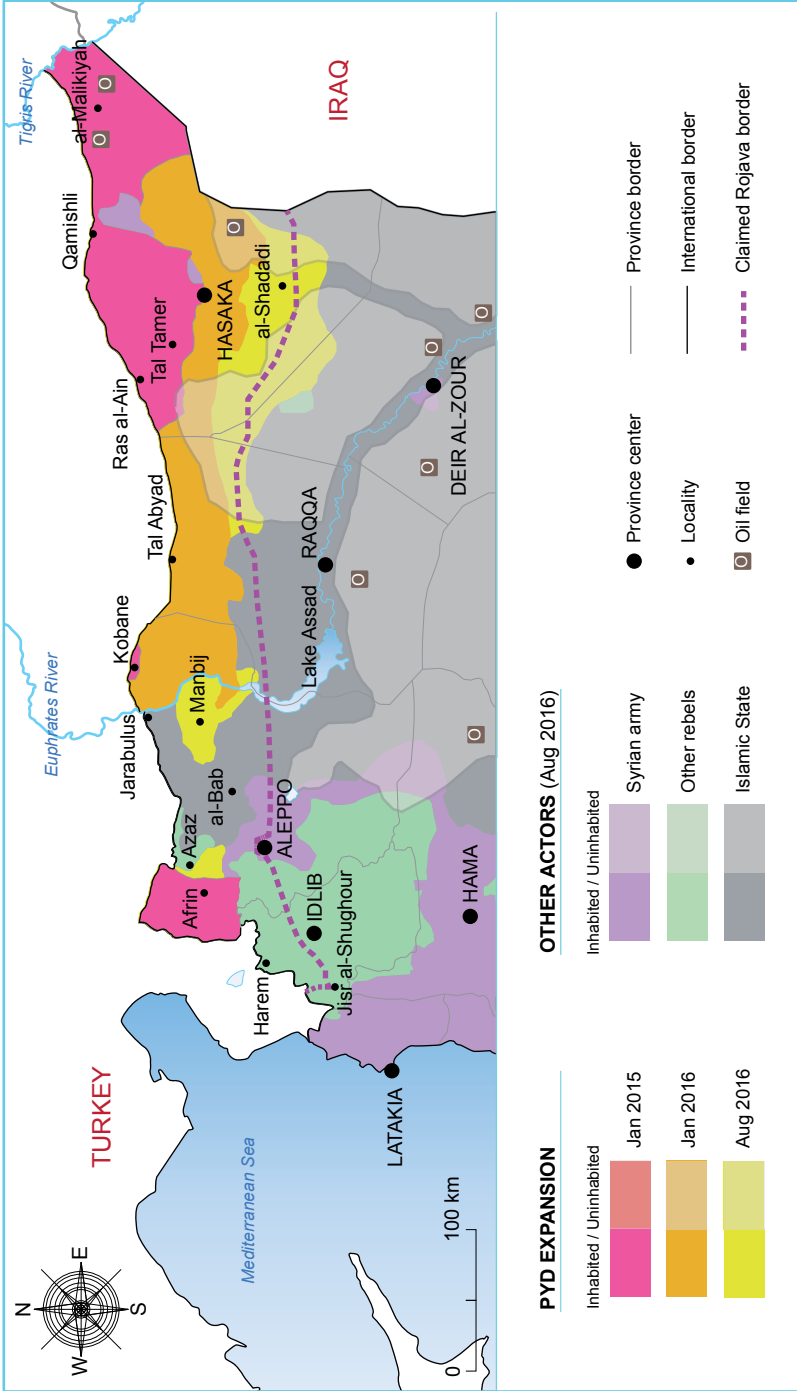 N
W
E
S
TURKEY
Mediterranean Sea
0
100 km
LATAKIA
Harem
Jisr al-Shughour
IDLIB
HAMA
Afrin
Azaz
ALEPPO
al-Bab
Jarabulus
Manbij
Euphrates River
Kobane
Lake Assad
RAQQA
Tal Abyad
Ras al-Ain
Tal Tamer
HASAKA
al-Shadadi
DEIR AL-ZOUR
Qamishli
al-Malikiyah
Tigris River
IRAQ
O
O
O
O
O
O
O
O
PYD EXPANSION
Inhabited / Uninhabited
Jan 2015
Jan 2016
Aug 2016
OTHER ACTORS (Aug 2016)
Inhabited / Uninhabited
Syrian army
Other rebels
Islamic State
Province center
Locality
O Oil field
Province border
International border
Claimed Rojava border